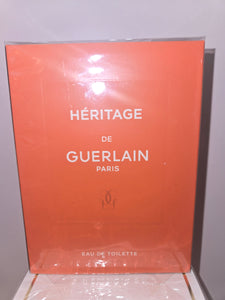 HÉRITAGE
DE
GUERLAIN
PARIS
EAU DE TOILETTE